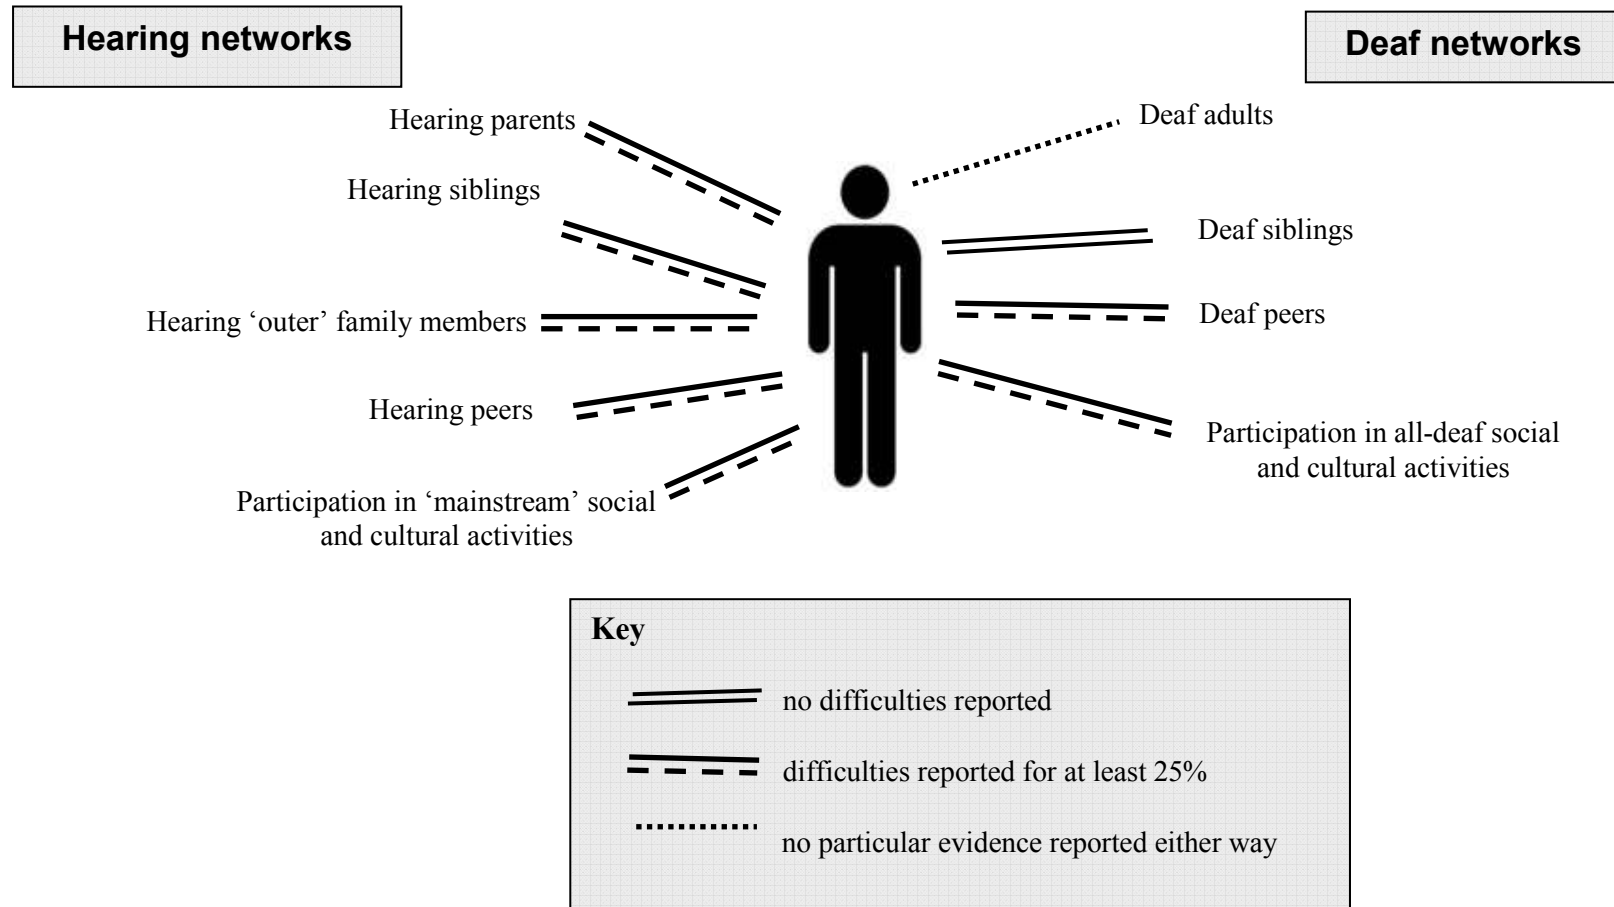 Hearing networks
Deaf networks
Hearing parents
Hearing siblings
Hearing ‘outer’ family members
Hearing peers
Participation in ‘mainstream’ social
and cultural activities
Deaf adults
Deaf siblings
Deaf peers
Participation in all-deaf social
and cultural activities
Key
no difficulties reported
difficulties reported for at least 25%
no particular evidence reported either way